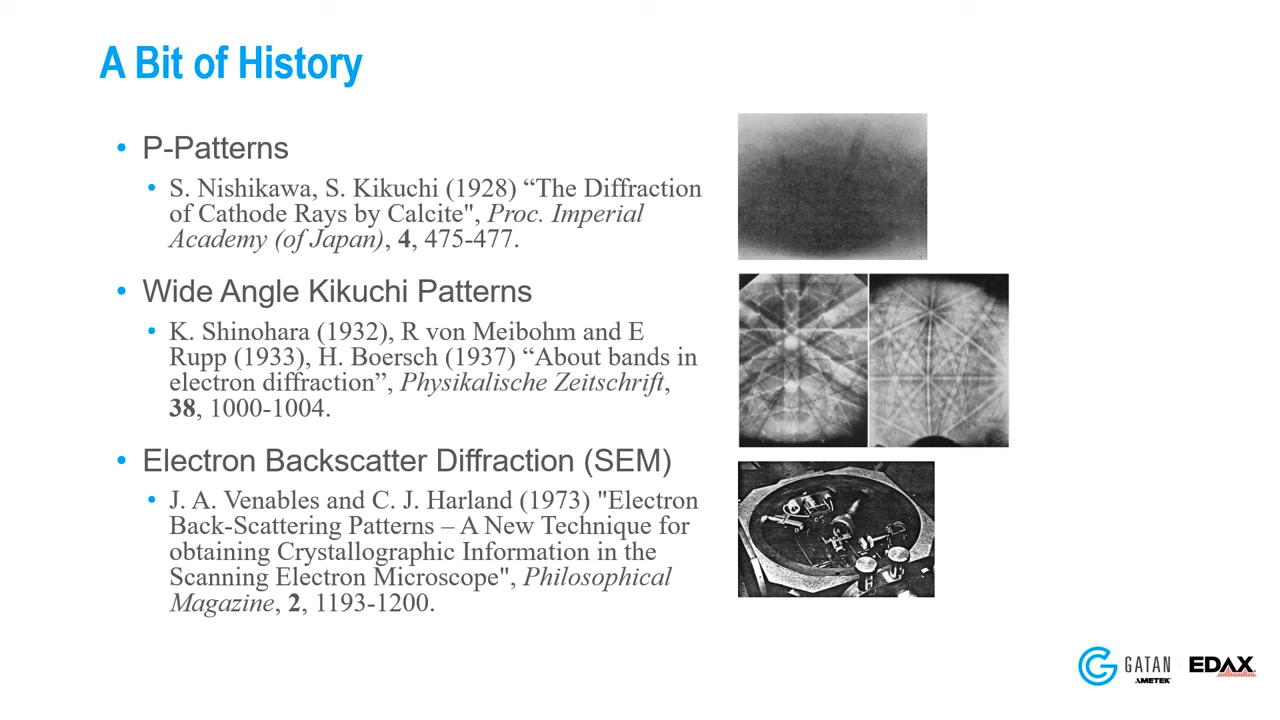 A Bit of History
• P-Patterns
• S. Nishikawa, S. Kikuchi (1928) “The Diffraction
of Cathode Rays by Calcite", Proc. Imperial
Academy (of Japan), 4, 475-477.
• Wide Angle Kikuchi Patterns
• K. Shinohara (1932), R von Meibohm and E
Rupp (1933), H. Boersch (1937) “About bands in
electron diffraction”, Physikalische Zeitschrift,
38, 1000-1004.
• Electron Backscatter Diffraction (SEM)
• J. A. Venables and C. J. Harland (1973) "Electron
Back-Scattering Patterns – A New Technique for
obtaining Crystallographic Information in the
Scanning Electron Microscope", Philosophical
Magazine, 2, 1193-1200.
GATAN + EDAX
AMETEK